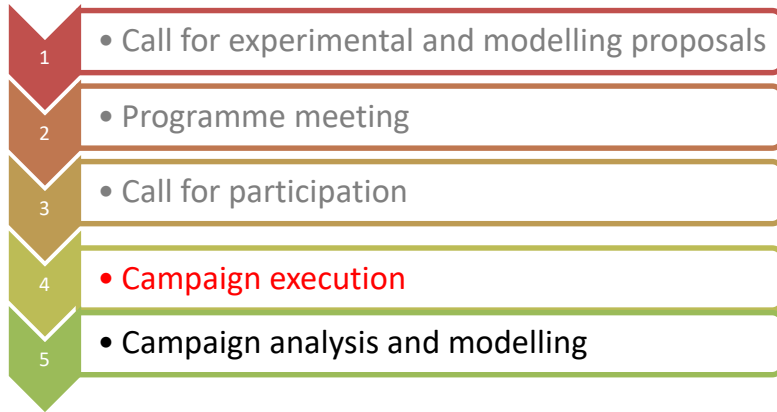 1 • Call for experimental and modelling proposals
2 • Programme meeting
3 • Call for participation
4 • Campaign execution
5 • Campaign analysis and modelling